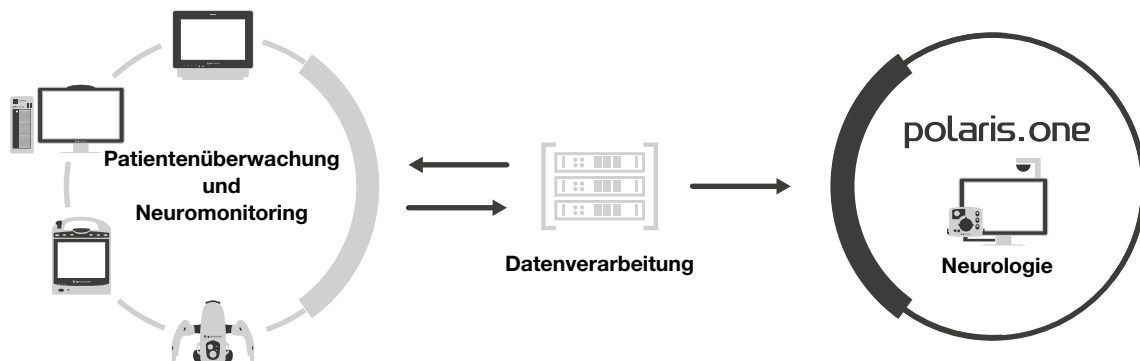 Patientenüberwachung
und
Neuromonitoring
Datenverarbeitung
polaris.one
Neurologie